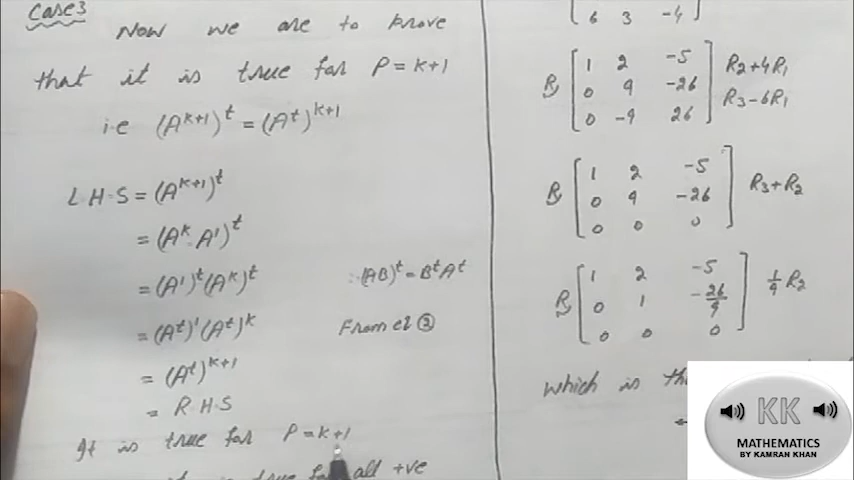 Case 3
Now we are to prove
that it is true for P = k+1
i.e (A^{k+1})^t = (A^t)^{k+1}
L.H.S = (A^{k+1})^t
= (A^k . A^1)^t
= (A^1)^t (A^k)^t ∵ (AB)^t = B^t A^t
= (A^t)^1 (A^t)^k From eq ③
= (A^t)^{k+1}
= R.H.S
It is true for P = k+1
it is true for all +ve
6 3 -4
R [1 2 -5] R2+4R1
[0 9 -26] R3-6R1
[0 -9 26]
R [1 2 -5]
[0 9 -26] R3+R2
[0 0 0]
R [1 2 -5]
[0 1 -26/9] 1/9 R2
[0 0 0]
which is
KK
MATHEMATICS
BY KAMRAN KHAN